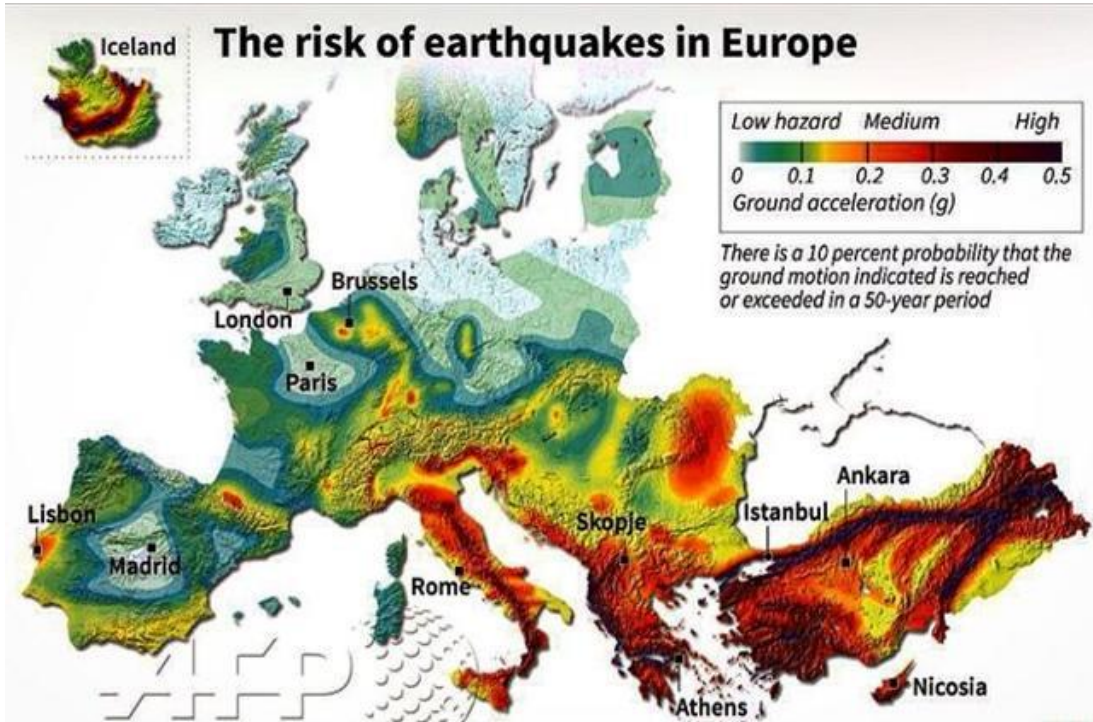 The risk of earthquakes in Europe
Iceland
Low hazard Medium High
0 0.1 0.2 0.3 0.4 0.5
Ground acceleration (g)
There is a 10 percent probability that the
ground motion indicated is reached
or exceeded in a 50-year period
Brussels
London
Paris
Ankara
Lisbon
Skopje
Istanbul
Madrid
Rome
Nicosia
Athens
AFP